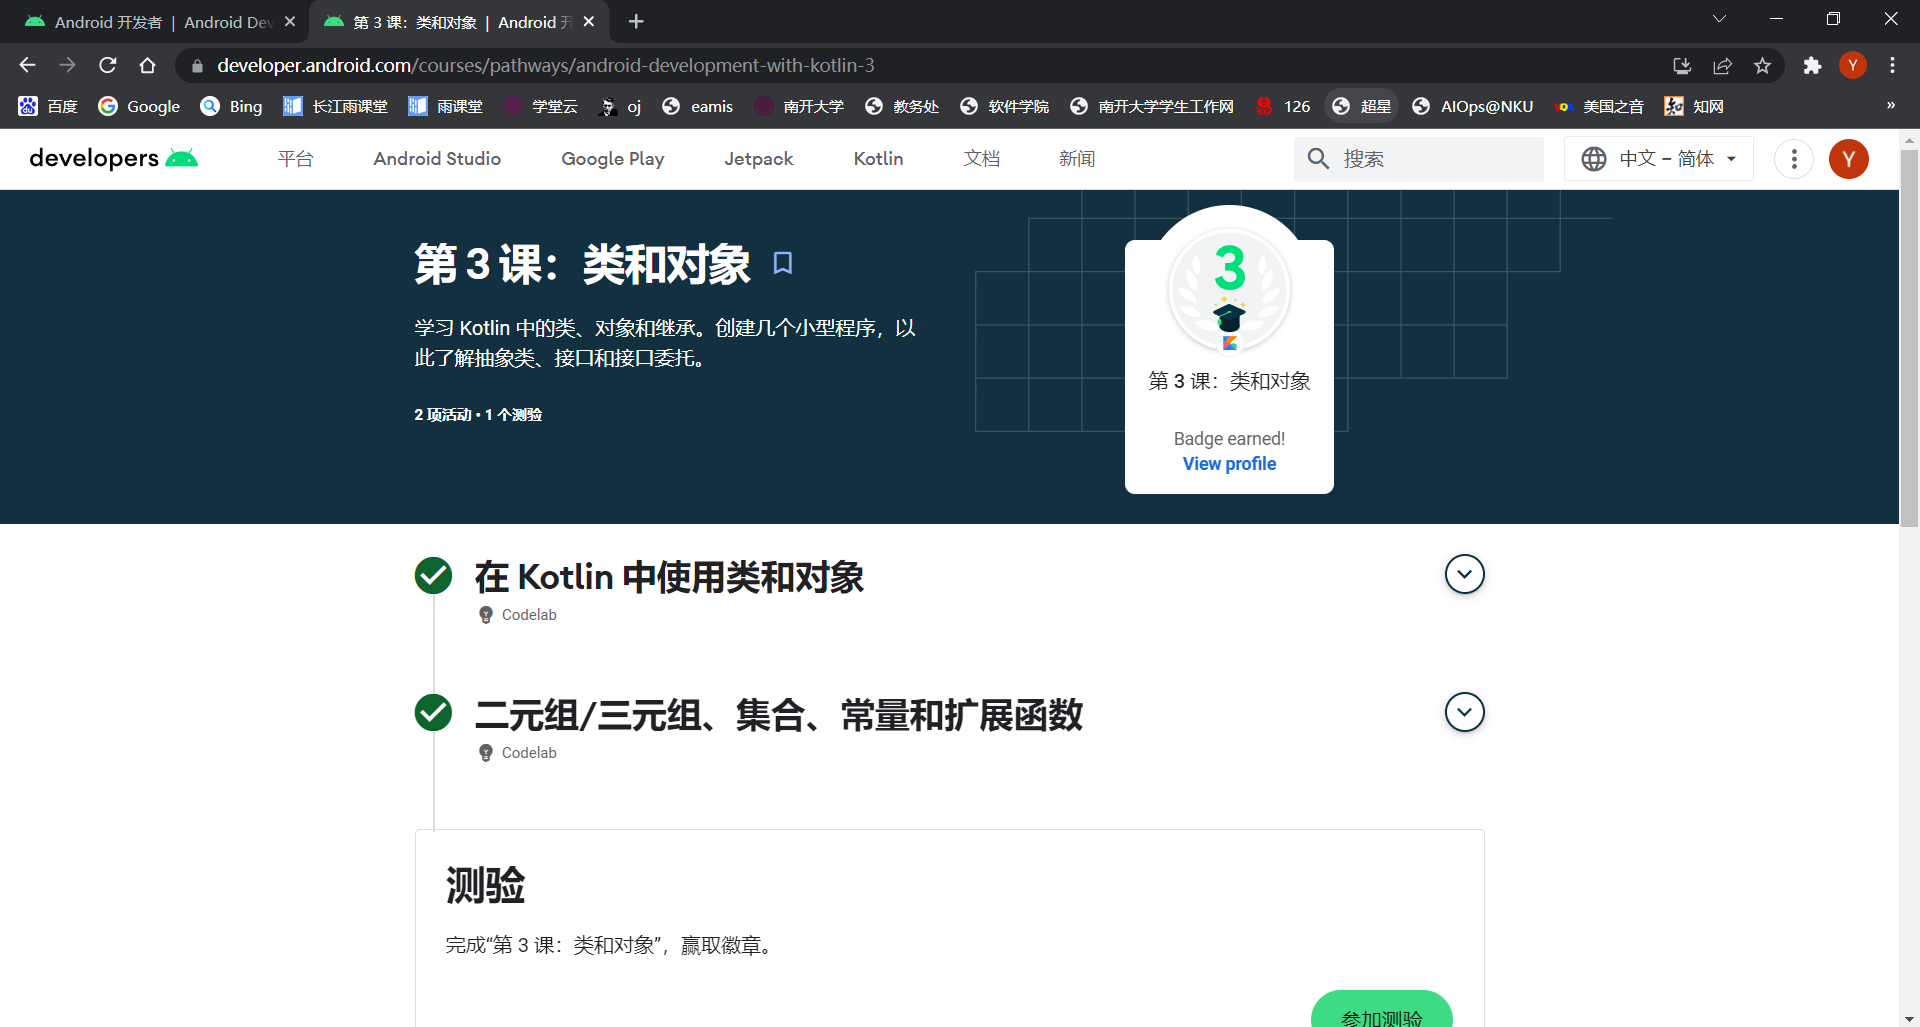 Android 开发者 | Android Dev
第 3 课：类和对象 | Android 开
developer.android.com/courses/pathways/android-development-with-kotlin-3
Y
百度 Google Bing 长江雨课堂 雨课堂 学堂云 oj eamis 南开大学 教务处 软件学院 南开大学学生工作网 126 超星 AIOps@NKU 美国之音 知网 »
developers 平台 Android Studio Google Play Jetpack Kotlin 文档 新闻 搜索 中文 – 简体 Y
第 3 课：类和对象
学习 Kotlin 中的类、对象和继承。创建几个小型程序，以
此了解抽象类、接口和接口委托。
2 项活动 • 1 个测验
3
第 3 课：类和对象
Badge earned!
View profile
在 Kotlin 中使用类和对象
Codelab
二元组/三元组、集合、常量和扩展函数
Codelab
测验
完成“第 3 课：类和对象”，赢取徽章。
参加测验